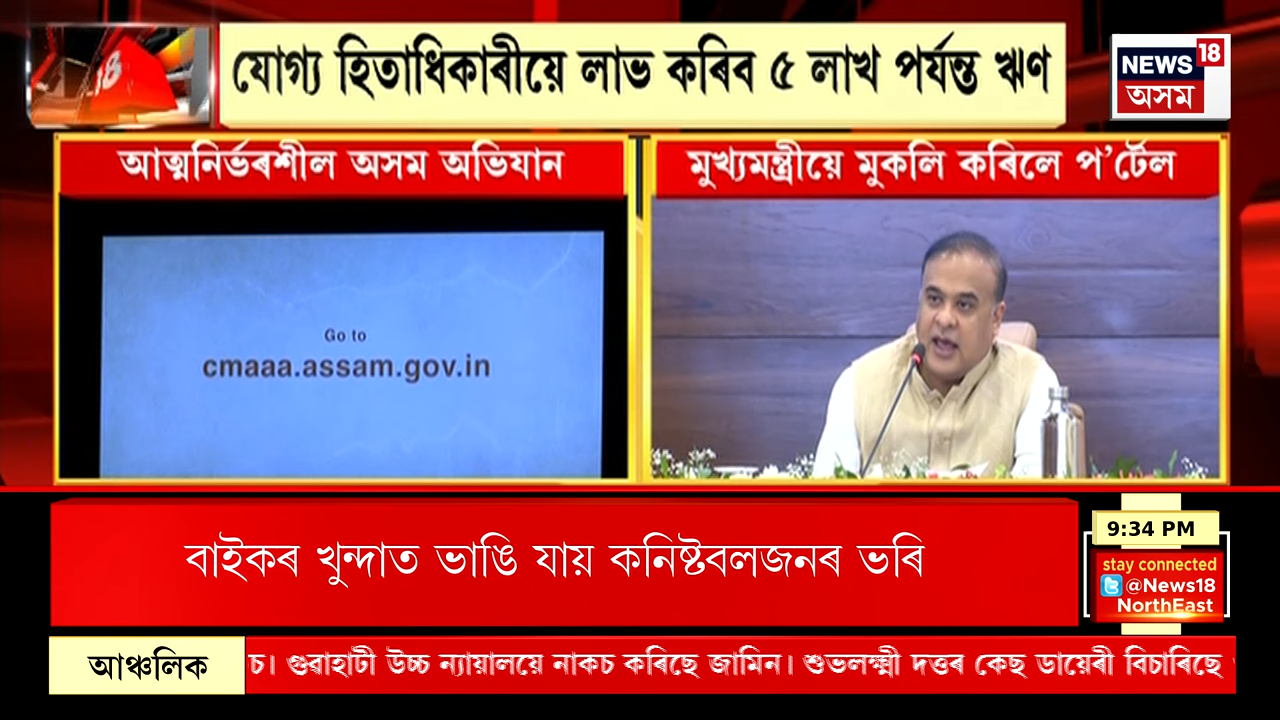 যোগ্য হিতাধিকাৰীয়ে লাভ কৰিব ৫ লাখ পৰ্যন্ত ঋণ
18
NEWS 18
অসম
আত্মনিৰ্ভৰশীল অসম অভিযান
মুখ্যমন্ত্ৰীয়ে মুকলি কৰিলে প'ৰ্টেল
Go to
cmaaa.assam.gov.in
বাইকৰ খুন্দাত ভাঙি যায় কনিষ্টবলজনৰ ভৰি
9:34 PM
stay connected
@News18
NorthEast
আঞ্চলিক
চ। গুৱাহাটী উচ্চ ন্যায়ালয়ে নাকচ কৰিছে জামিন। শুভলক্ষ্মী দত্তৰ কেছ ডায়েৰী বিচাৰিছে